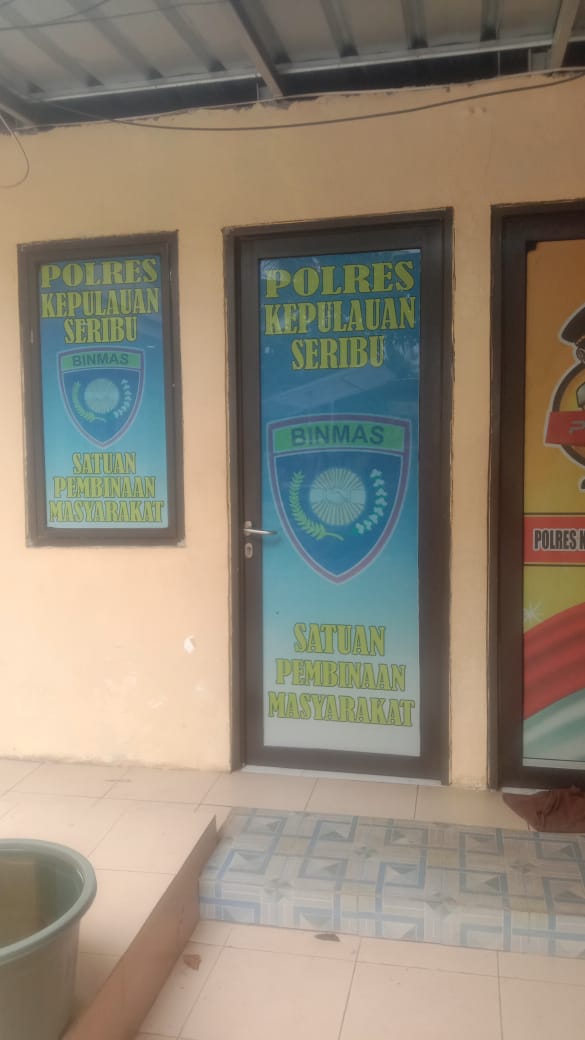 POLRES
KEPULAUAN
SERIBU
BINMAS
SATUAN
PEMBINAAN
MASYARAKAT
POLRES
KEPULAUAN
SERIBU
BINMAS
SATUAN
PEMBINAAN
MASYARAKAT
POLRES K